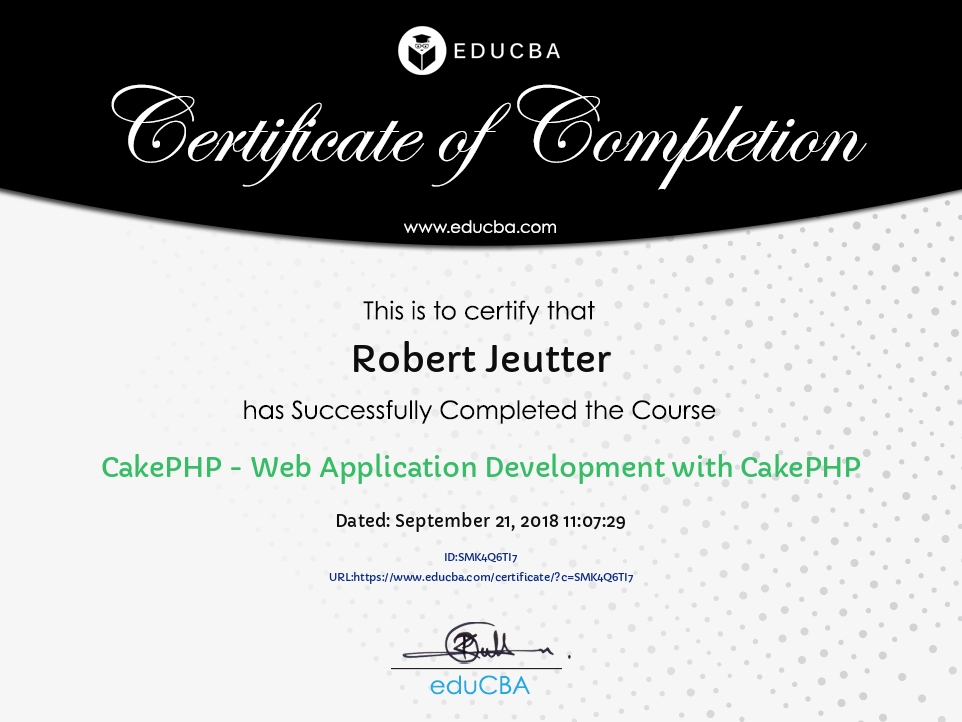 EDUCBA
Certificate of Completion
www.educba.com
This is to certify that
Robert Jeutter
has Successfully Completed the Course
CakePHP - Web Application Development with CakePHP
Dated: September 21, 2018 11:07:29
ID:SMK4Q6TI7
URL:https://www.educba.com/certificate/?c=SMK4Q6TI7
eduCBA